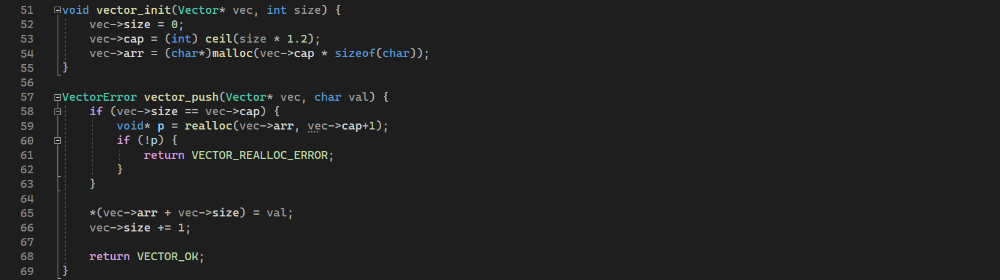 51 void vector_init(Vector* vec, int size) {
52     vec->size = 0;
53     vec->cap = (int) ceil(size * 1.2);
54     vec->arr = (char*)malloc(vec->cap * sizeof(char));
55 }
56
57 VectorError vector_push(Vector* vec, char val) {
58     if (vec->size == vec->cap) {
59         void* p = realloc(vec->arr, vec->cap+1);
60         if (!p) {
61             return VECTOR_REALLOC_ERROR;
62         }
63     }
64
65     *(vec->arr + vec->size) = val;
66     vec->size += 1;
67
68     return VECTOR_OK;
69 }